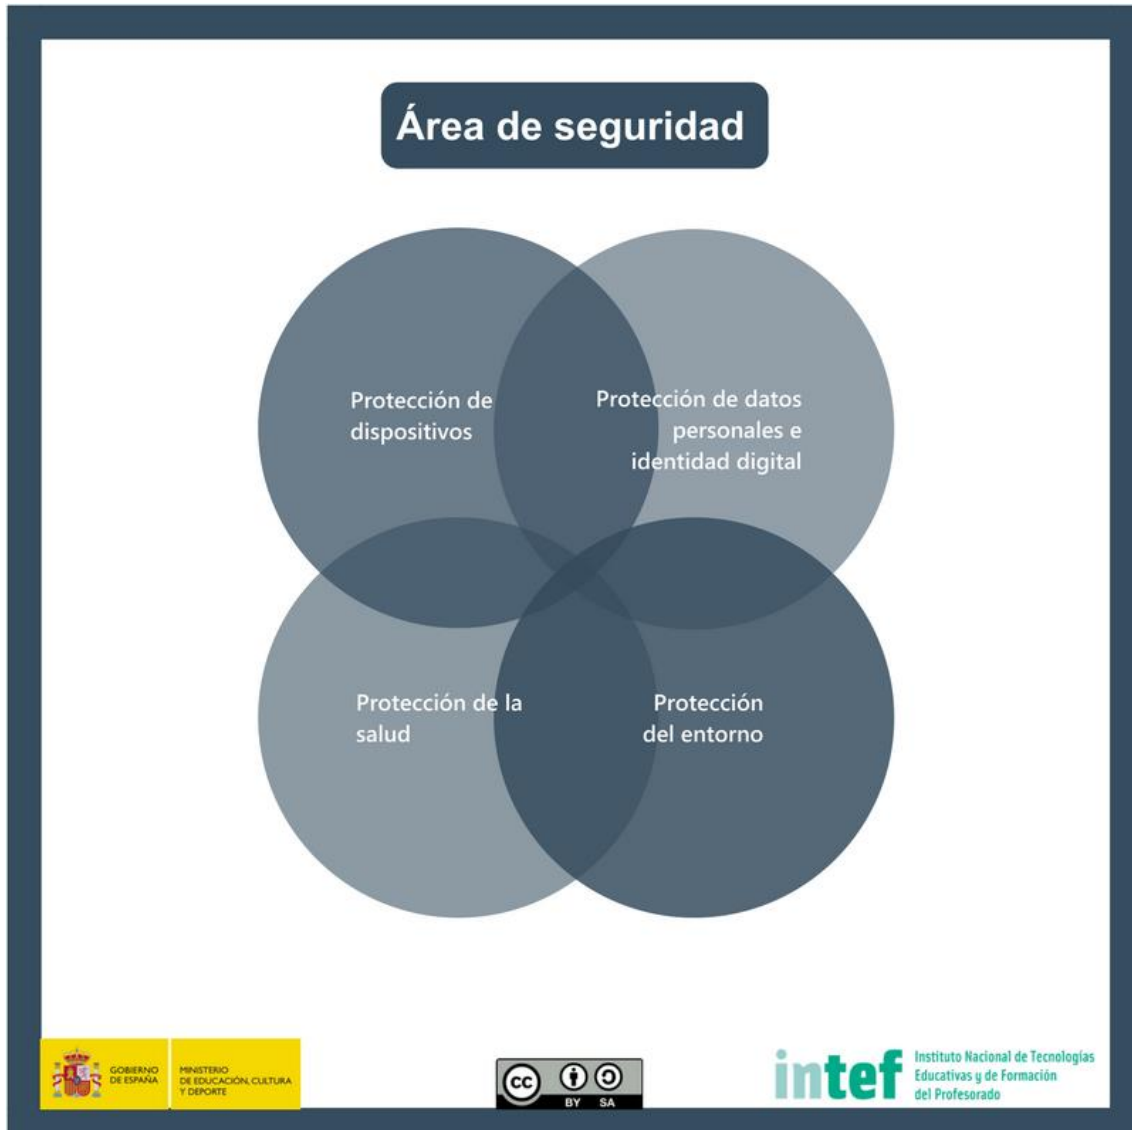 Área de seguridad
Protección de
dispositivos
Protección de datos
personales e
identidad digital
Protección de la
salud
Protección
del entorno
GOBIERNO
DE ESPAÑA
MINISTERIO
DE EDUCACIÓN, CULTURA
Y DEPORTE
cc
BY SA
intef
Instituto Nacional de Tecnologías
Educativas y de Formación
del Profesorado